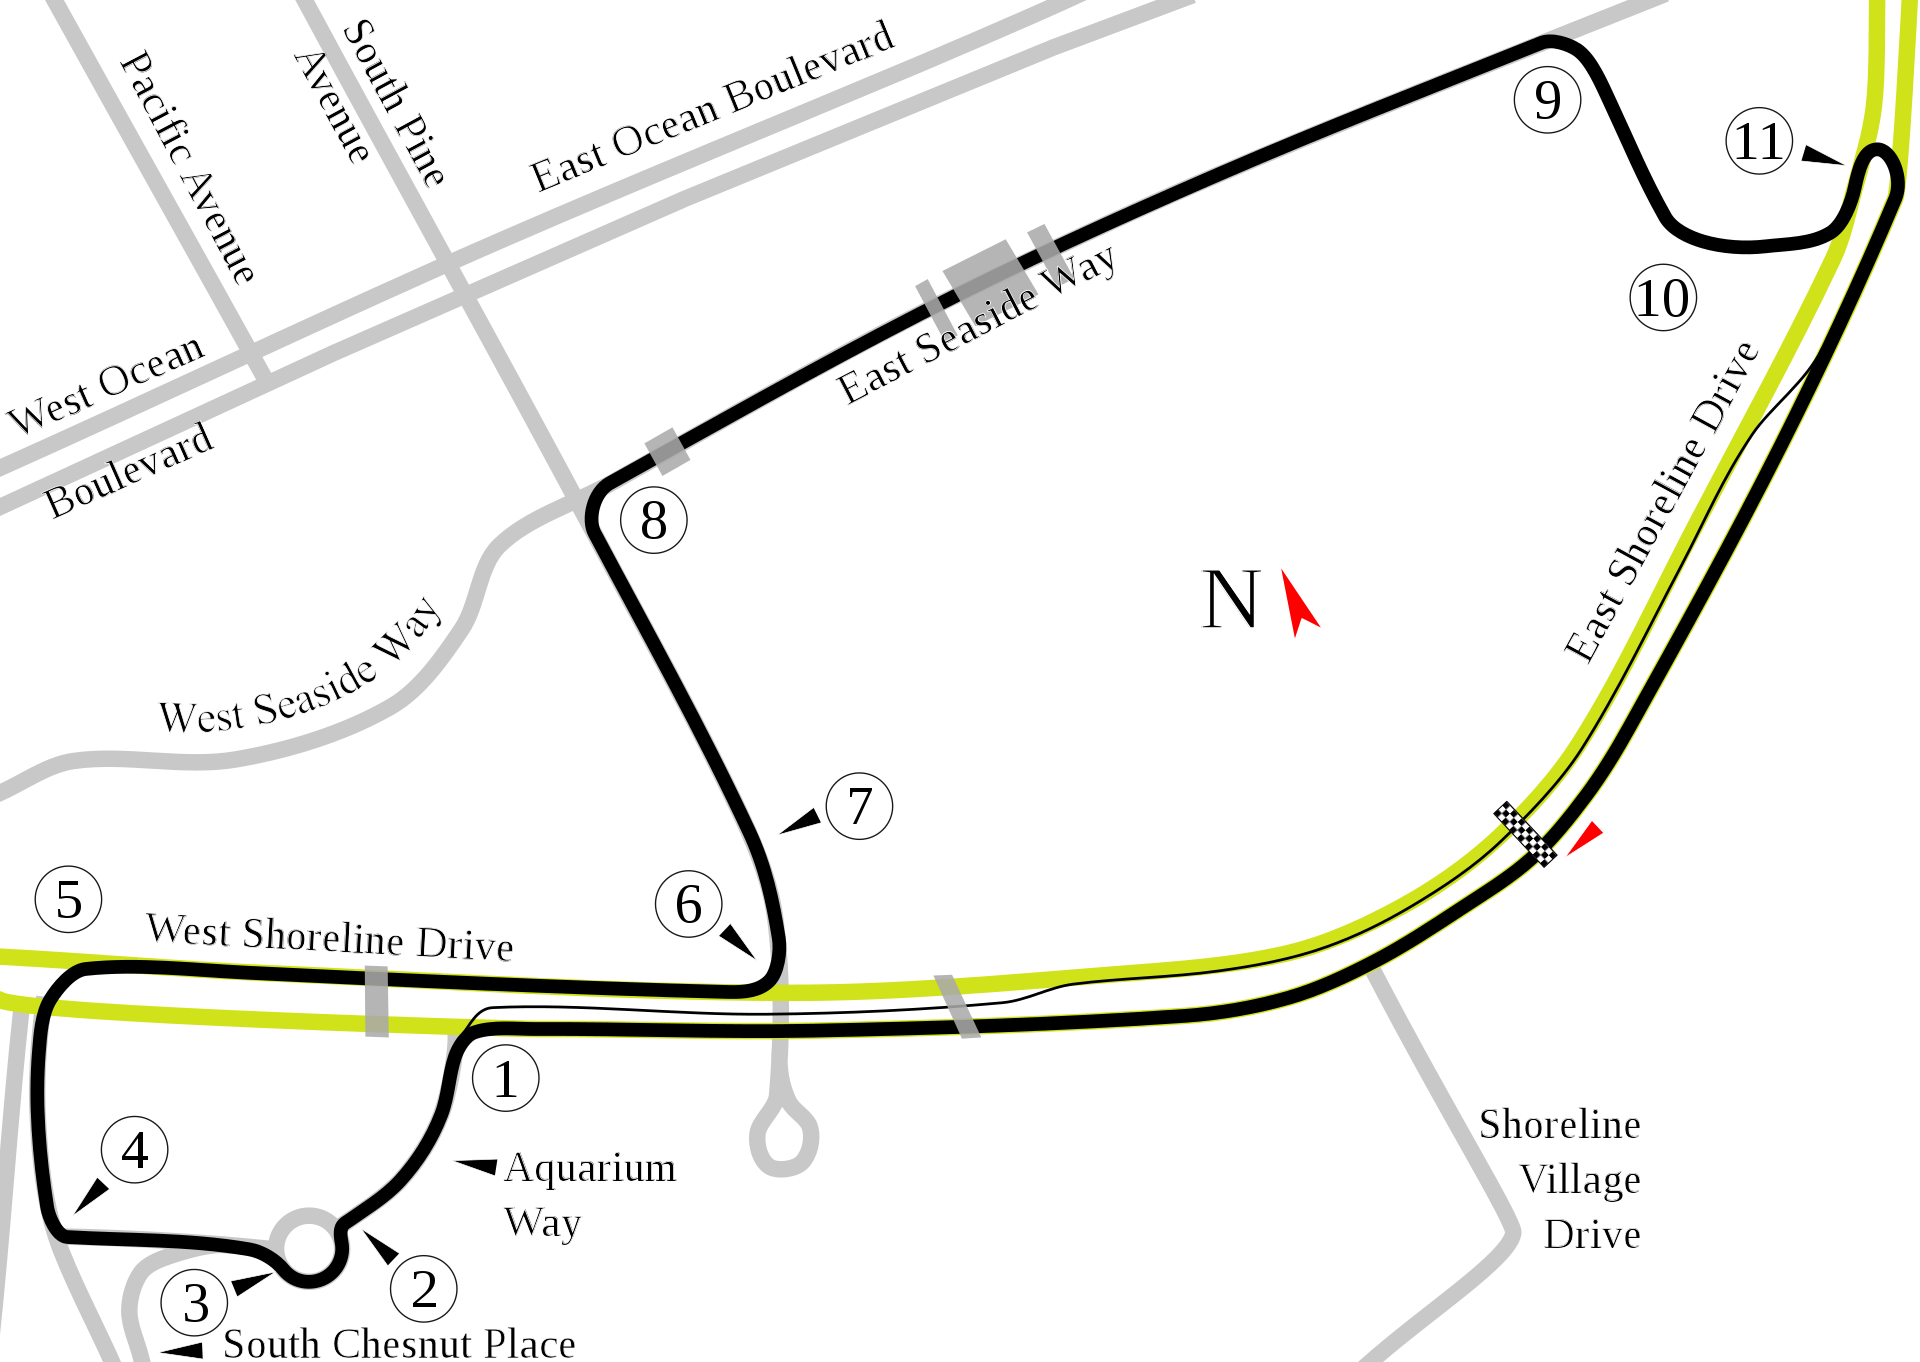 Pacific Avenue
South Pine
Avenue
East Ocean Boulevard
West Ocean
Boulevard
9
11
10
East Seaside Way
8
East Shoreline Drive
N
West Seaside Way
7
5
6
West Shoreline Drive
1
4
Aquarium
Way
Shoreline
Village
Drive
2
3
South Chesnut Place